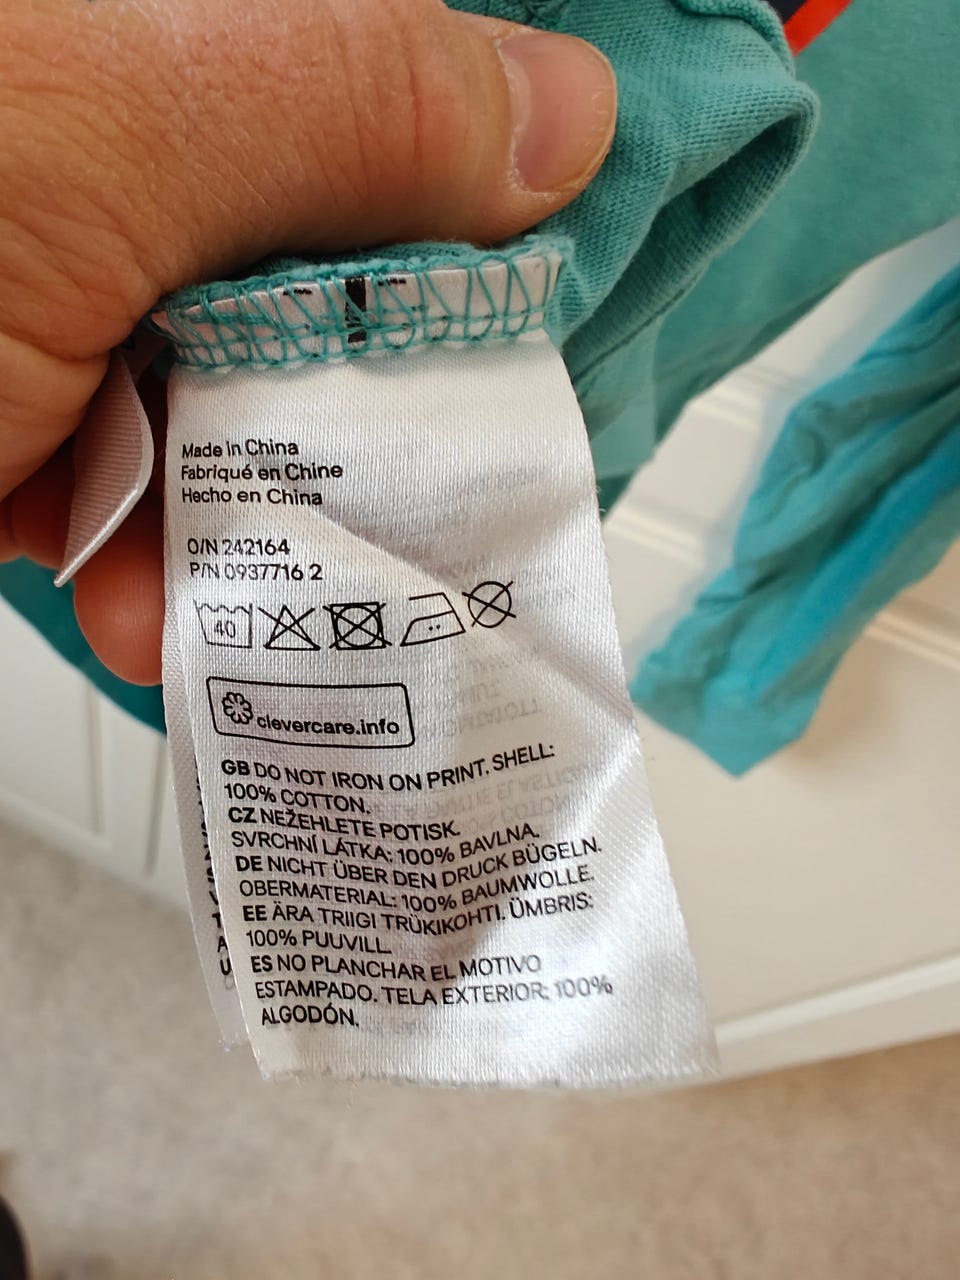 Made in China
Fabriqué en Chine
Hecho en China
O/N 242164
P/N 0937716 2
40
clevercare.info
GB DO NOT IRON ON PRINT. SHELL:
100% COTTON.
CZ NEŽEHLETE POTISK.
SVRCHNÍ LÁTKA: 100% BAVLNA.
DE NICHT ÜBER DEN DRUCK BÜGELN.
OBERMATERIAL: 100% BAUMWOLLE.
EE ÄRA TRIIGI TRÜKIKOHTI. ÜMBRIS:
100% PUUVILL.
ES NO PLANCHAR EL MOTIVO
ESTAMPADO. TELA EXTERIOR: 100%
ALGODÓN.